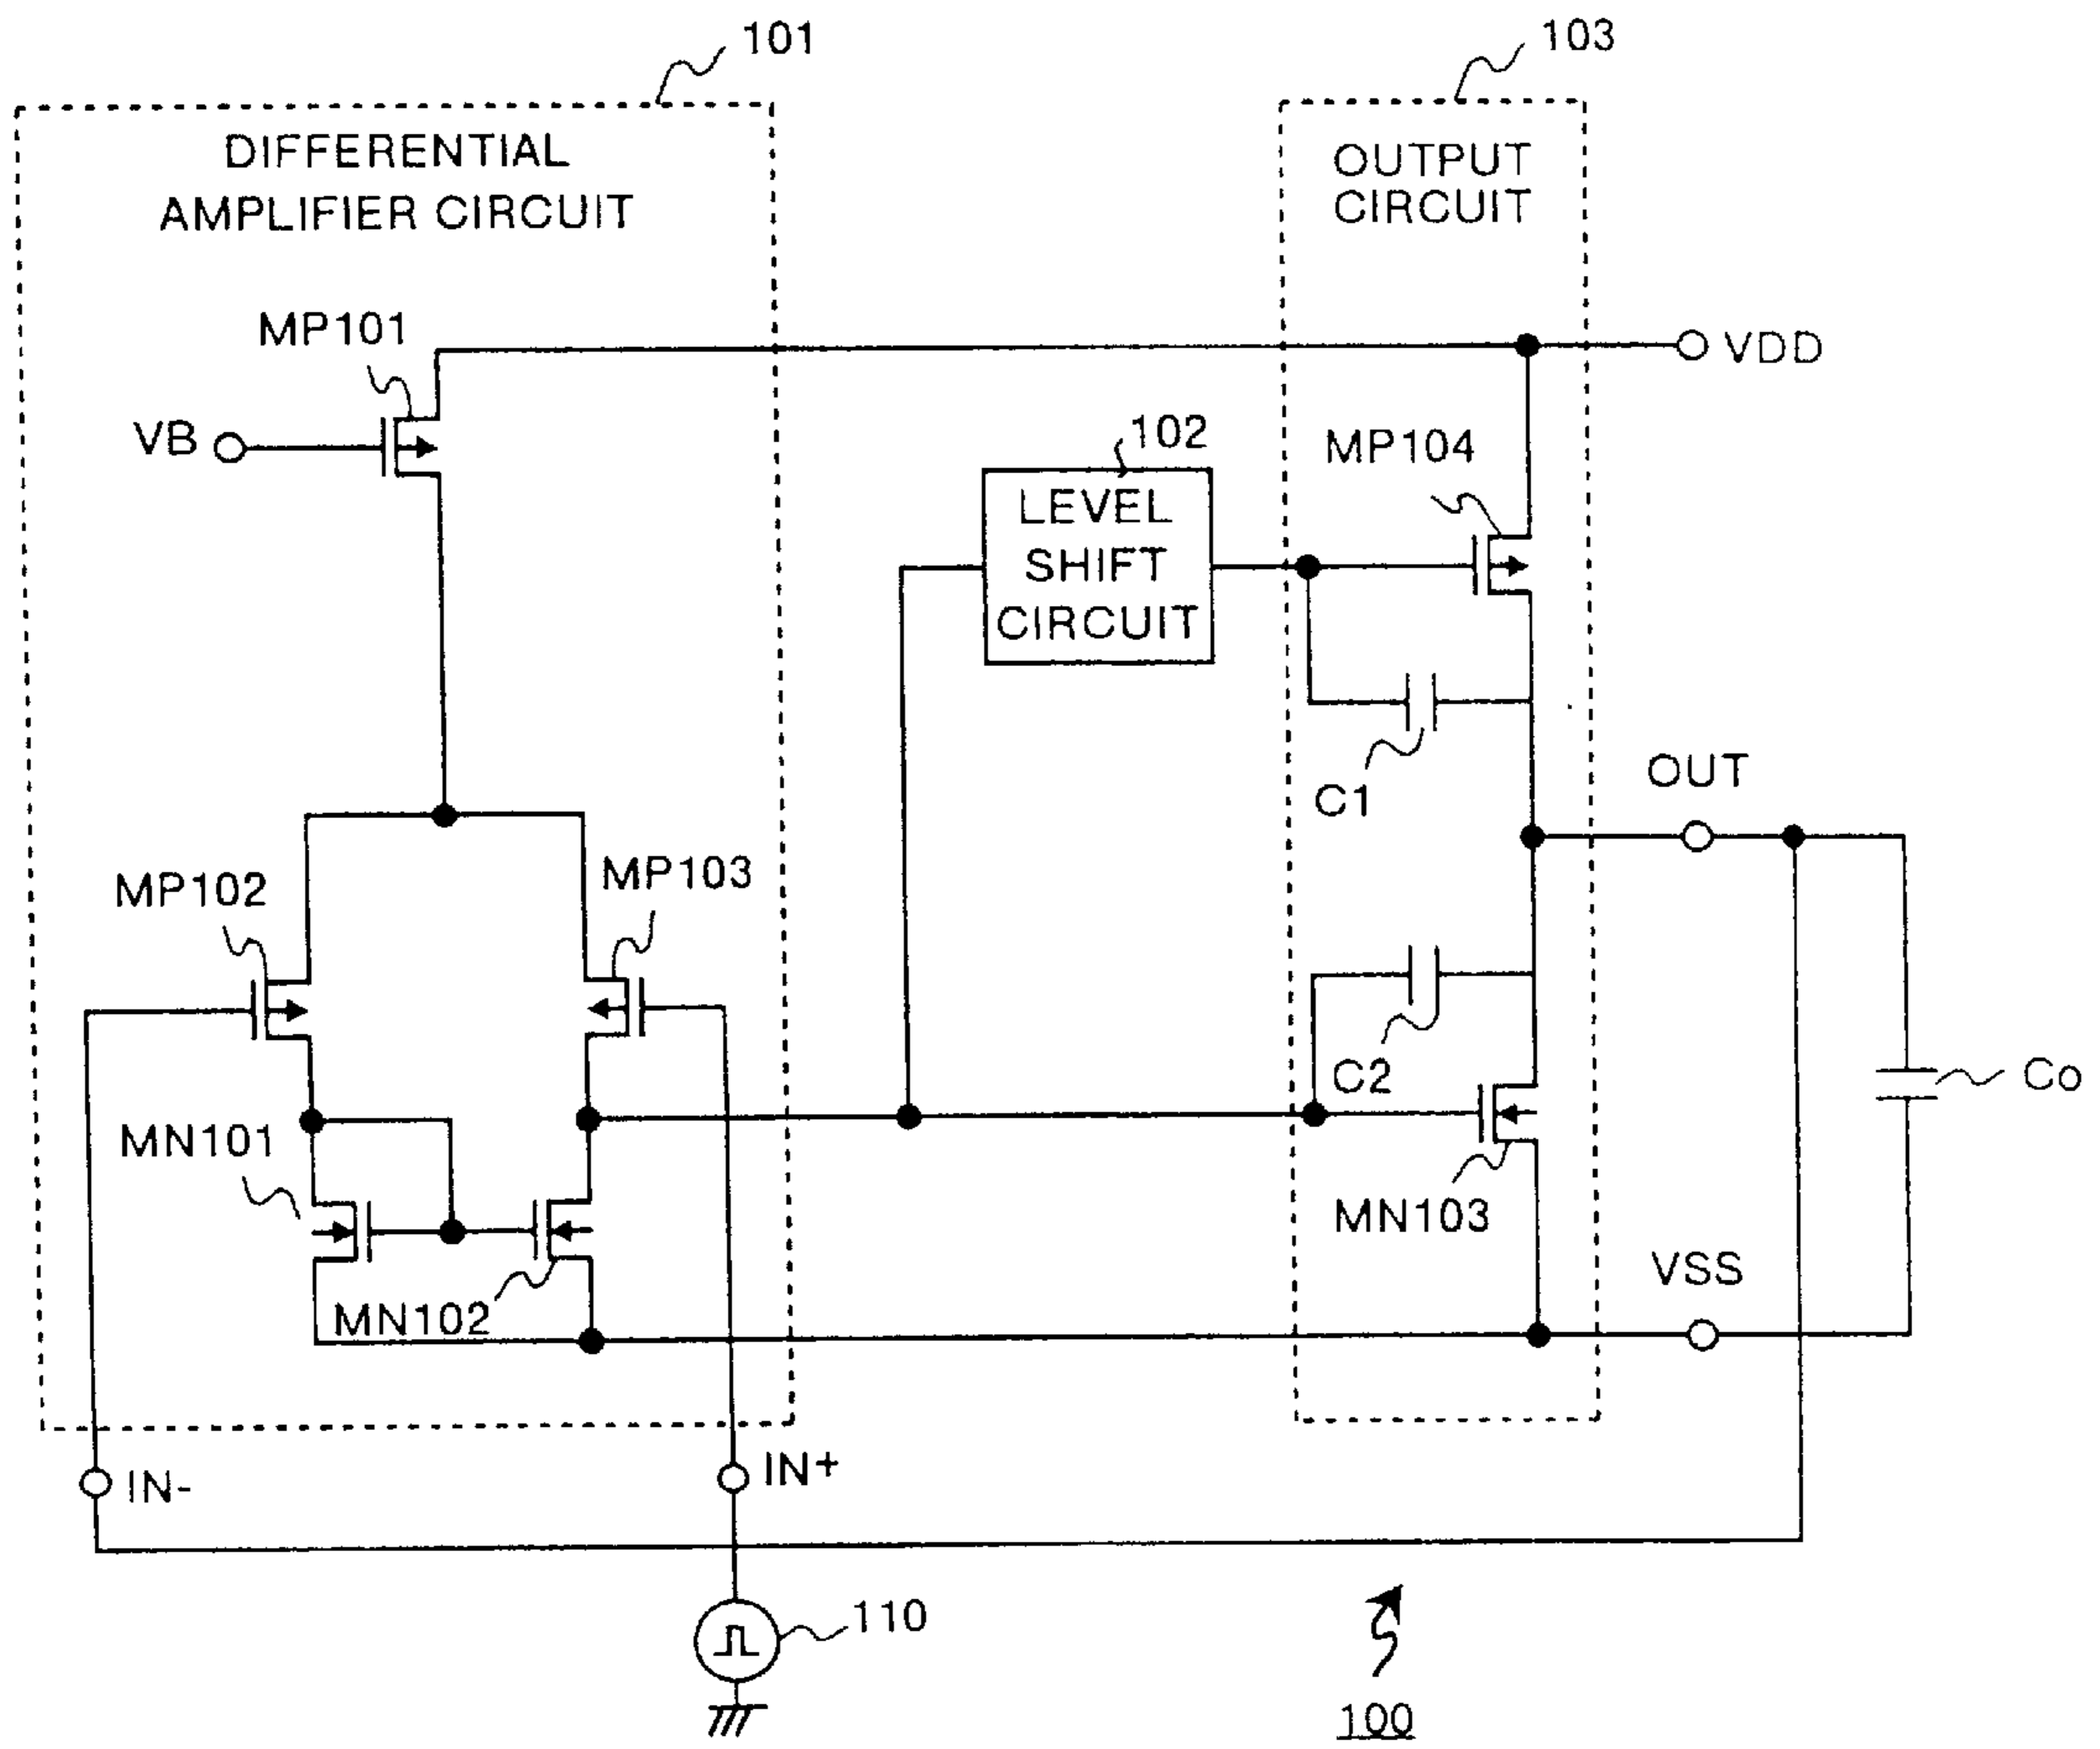 101
103
DIFFERENTIAL
AMPLIFIER CIRCUIT
OUTPUT
CIRCUIT
MP101
VDD
VB
102
MP104
LEVEL
SHIFT
CIRCUIT
OUT
C1
MP102
MP103
C2
Co
MN101
MN103
VSS
MN102
IN-
IN+
110
100